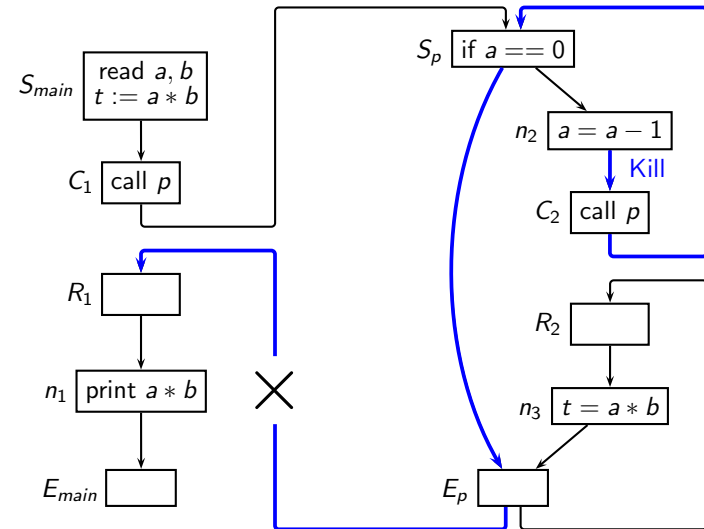 S_main
read a, b
t := a ∗ b
C_1
call p
R_1
n_1
print a ∗ b
E_main
S_p
if a == 0
n_2
a = a − 1
Kill
C_2
call p
R_2
n_3
t = a ∗ b
E_p